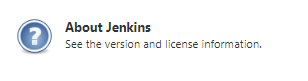 About Jenkins
See the version and license information.